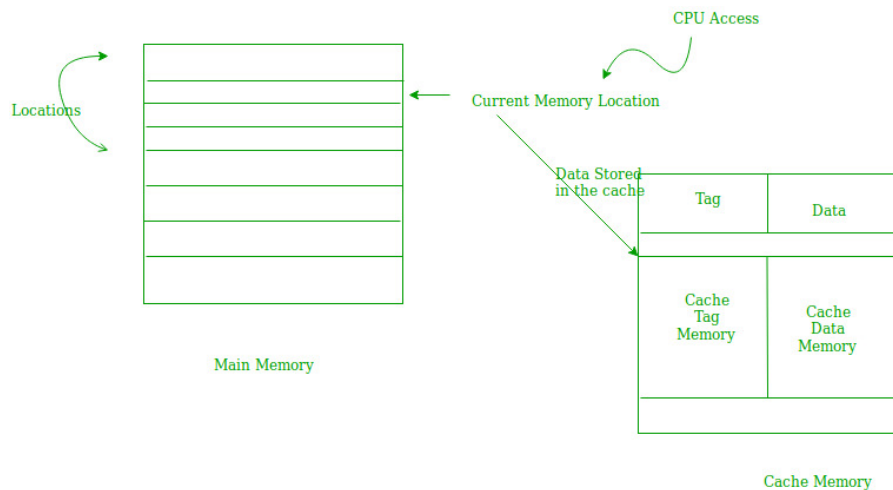 CPU Access
Locations
Current Memory Location
Data Stored
in the cache
Tag
Data
Cache
Tag
Memory
Cache
Data
Memory
Main Memory
Cache Memory